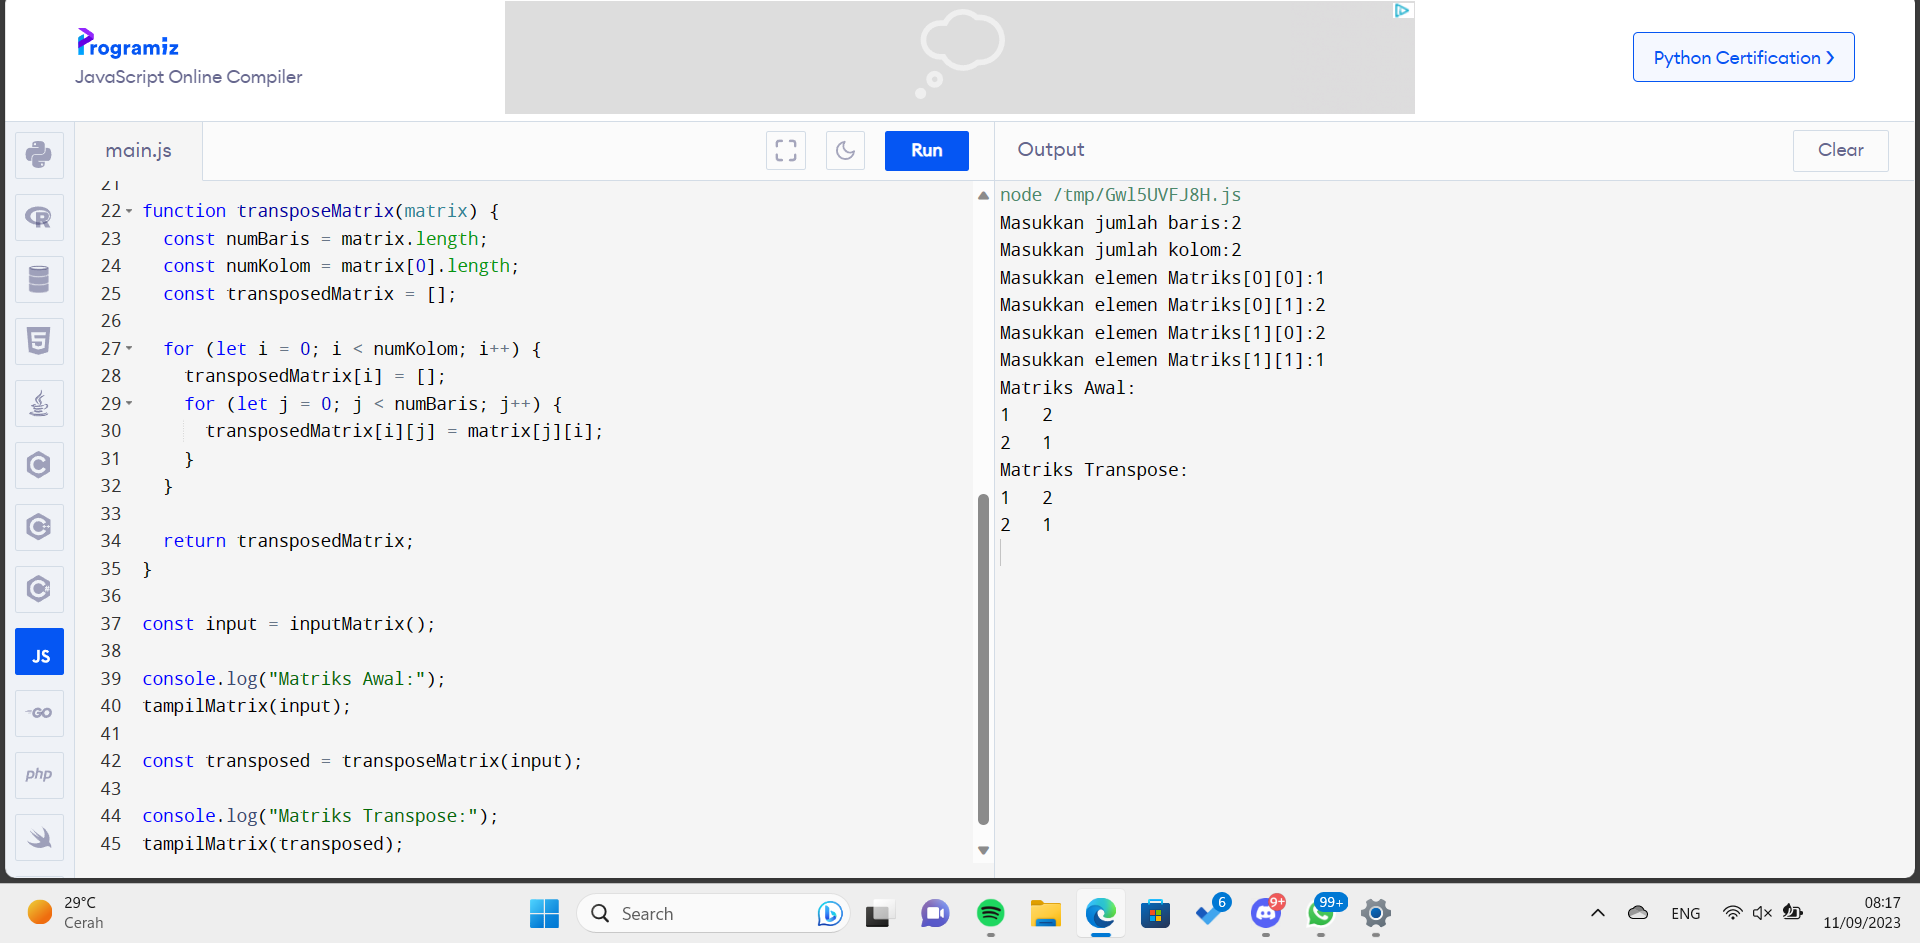 Programiz
JavaScript Online Compiler
Python Certification ❯
main.js
Run
Output
Clear
21
22 function transposeMatrix(matrix) {
23 const numBaris = matrix.length;
24 const numKolom = matrix[0].length;
25 const transposedMatrix = [];
26
27 for (let i = 0; i < numKolom; i++) {
28 transposedMatrix[i] = [];
29 for (let j = 0; j < numBaris; j++) {
30 transposedMatrix[i][j] = matrix[j][i];
31 }
32 }
33
34 return transposedMatrix;
35 }
36
37 const input = inputMatrix();
38
39 console.log("Matriks Awal:");
40 tampilMatrix(input);
41
42 const transposed = transposeMatrix(input);
43
44 console.log("Matriks Transpose:");
45 tampilMatrix(transposed);
node /tmp/Gwl5UVFJ8H.js
Masukkan jumlah baris:2
Masukkan jumlah kolom:2
Masukkan elemen Matriks[0][0]:1
Masukkan elemen Matriks[0][1]:2
Masukkan elemen Matriks[1][0]:2
Masukkan elemen Matriks[1][1]:1
Matriks Awal:
1 2
2 1
Matriks Transpose:
1 2
2 1
R
5
C
C
C
JS
GO
php
29°C
Cerah
Search
6
9+
99+
ENG
08:17
11/09/2023